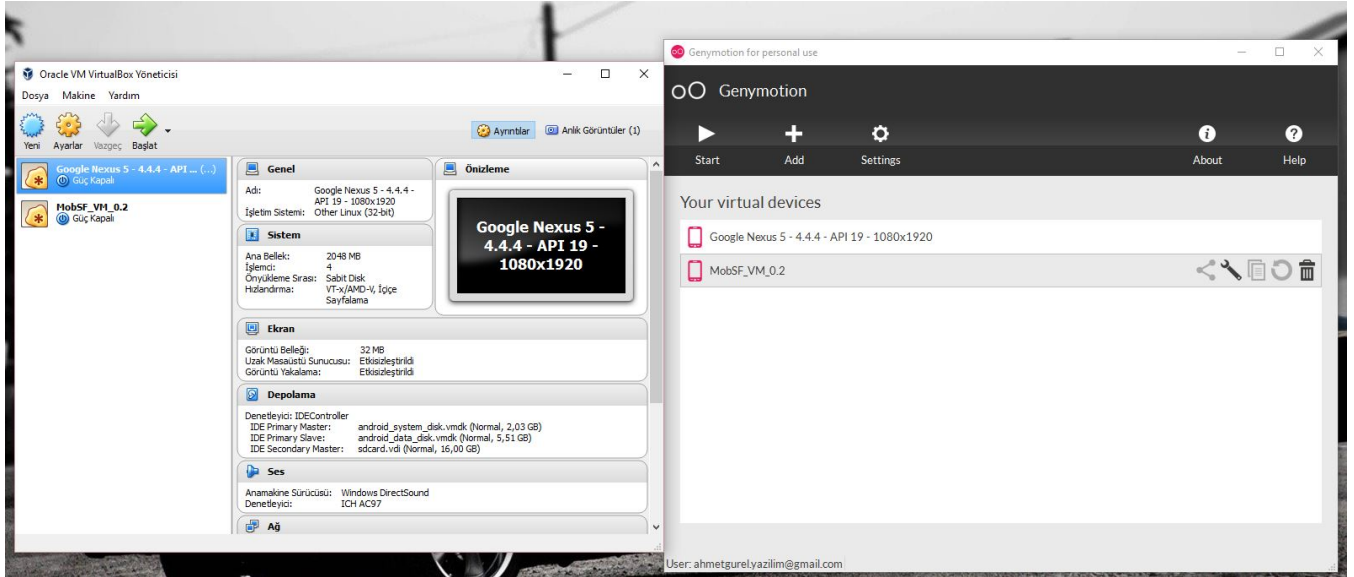 Oracle VM VirtualBox Yöneticisi
Dosya Makine Yardım
Yeni Ayarlar Vazgeç Başlat
Ayrıntılar Anlık Görüntüler (1)
Google Nexus 5 - 4.4.4 - API ... (...)
Güç Kapalı
MobSF_VM_0.2
Güç Kapalı
Genel
Adı: Google Nexus 5 - 4.4.4 -
API 19 - 1080x1920
İşletim Sistemi: Other Linux (32-bit)
Sistem
Ana Bellek: 2048 MB
İşlemci: 4
Önyükleme Sırası: Sabit Disk
Hızlandırma: VT-x/AMD-V, İçiçe
Sayfalama
Önizleme
Google Nexus 5 -
4.4.4 - API 19 -
1080x1920
Ekran
Görüntü Belleği: 32 MB
Uzak Masaüstü Sunucusu: Etkisizleştirildi
Görüntü Yakalama: Etkisizleştirildi
Depolama
Denetleyici: IDEController
IDE Primary Master: android_system_disk.vmdk (Normal, 2,03 GB)
IDE Primary Slave: android_data_disk.vmdk (Normal, 5,51 GB)
IDE Secondary Master: sdcard.vdi (Normal, 16,00 GB)
Ses
Anamakine Sürücüsü: Windows DirectSound
Denetleyici: ICH AC97
Ağ
Genymotion for personal use
Genymotion
Start Add Settings About Help
Your virtual devices
Google Nexus 5 - 4.4.4 - API 19 - 1080x1920
MobSF_VM_0.2
User: ahmetgurel.yazilim@gmail.com